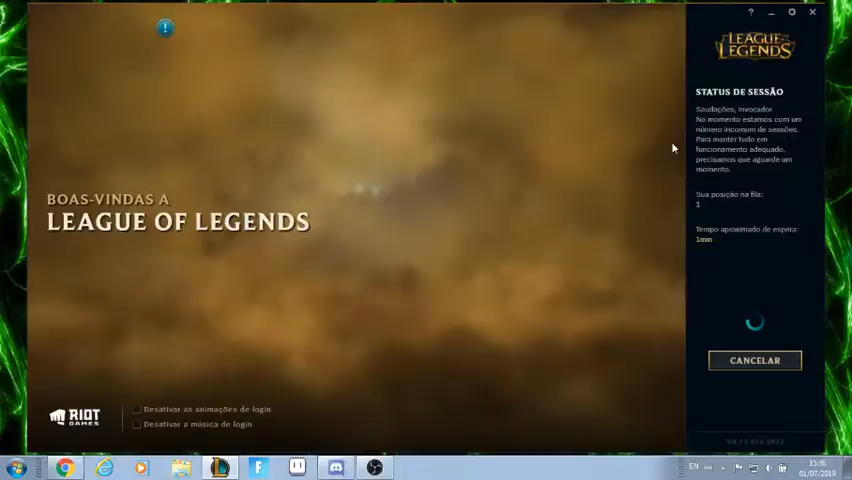 LEAGUE OF
LEGENDS
STATUS DE SESSÃO
Saudações, Invocador
No momento estamos com um
número incomum de sessões.
Para manter tudo em
funcionamento adequado,
precisamos que aguarde um
momento.
Sua posição na fila:
1
Tempo aproximado de espera:
1min
CANCELAR
BOAS-VINDAS A
LEAGUE OF LEGENDS
RIOT
GAMES
Desativar as animações de login
Desativar a música de login
EN
15:36
01/07/2019